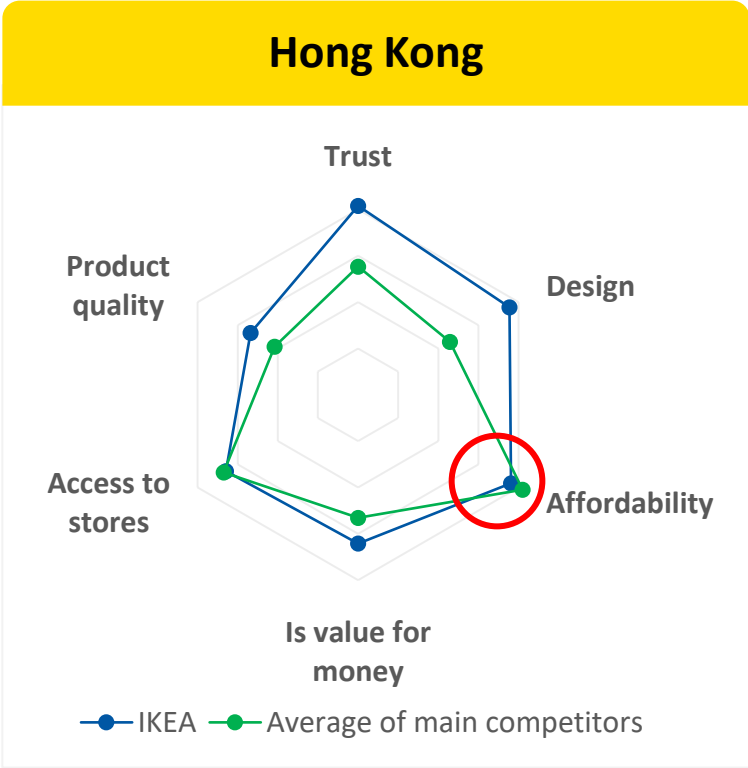 Hong Kong
Trust
Product
quality
Design
Access to
stores
Affordability
Is value for
money
IKEA
Average of main competitors